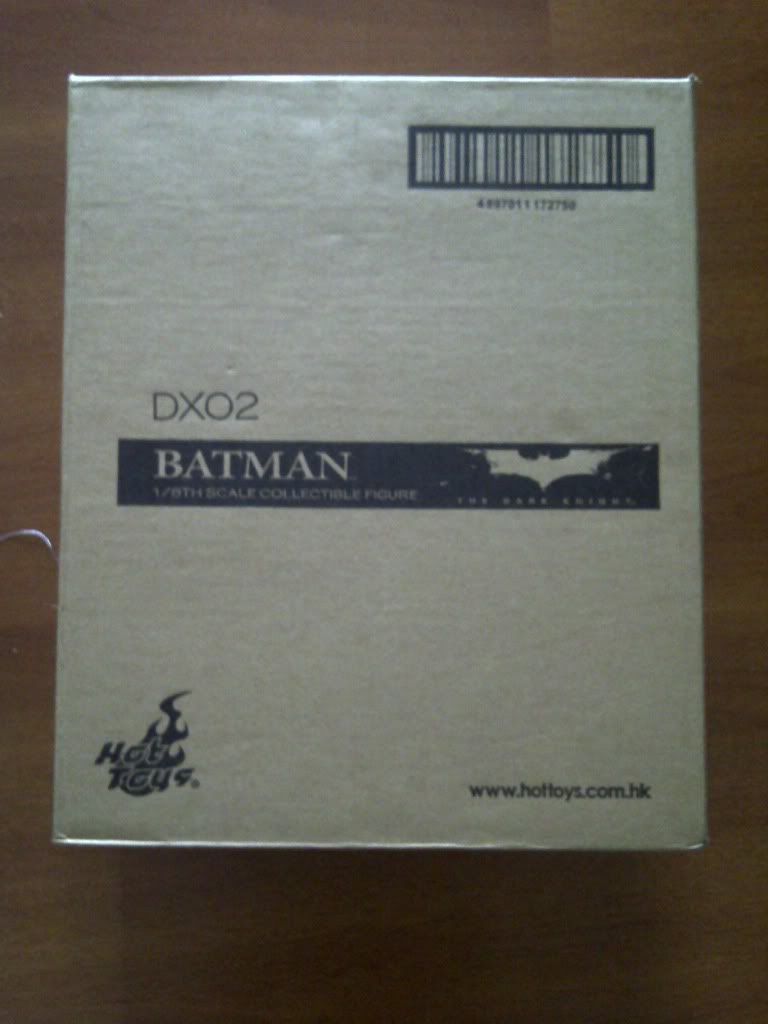 4897011172750
DX02
BATMAN
1/6TH SCALE COLLECTIBLE FIGURE
THE DARK KNIGHT
Hot
Toys®
www.hottoys.com.hk